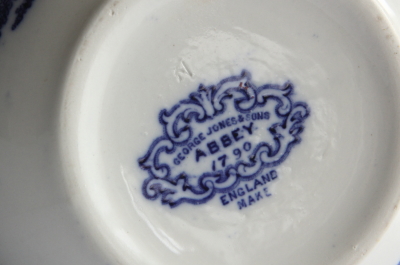 GEORGE JONES & SONS
ABBEY
1790
ENGLAND
MAKE